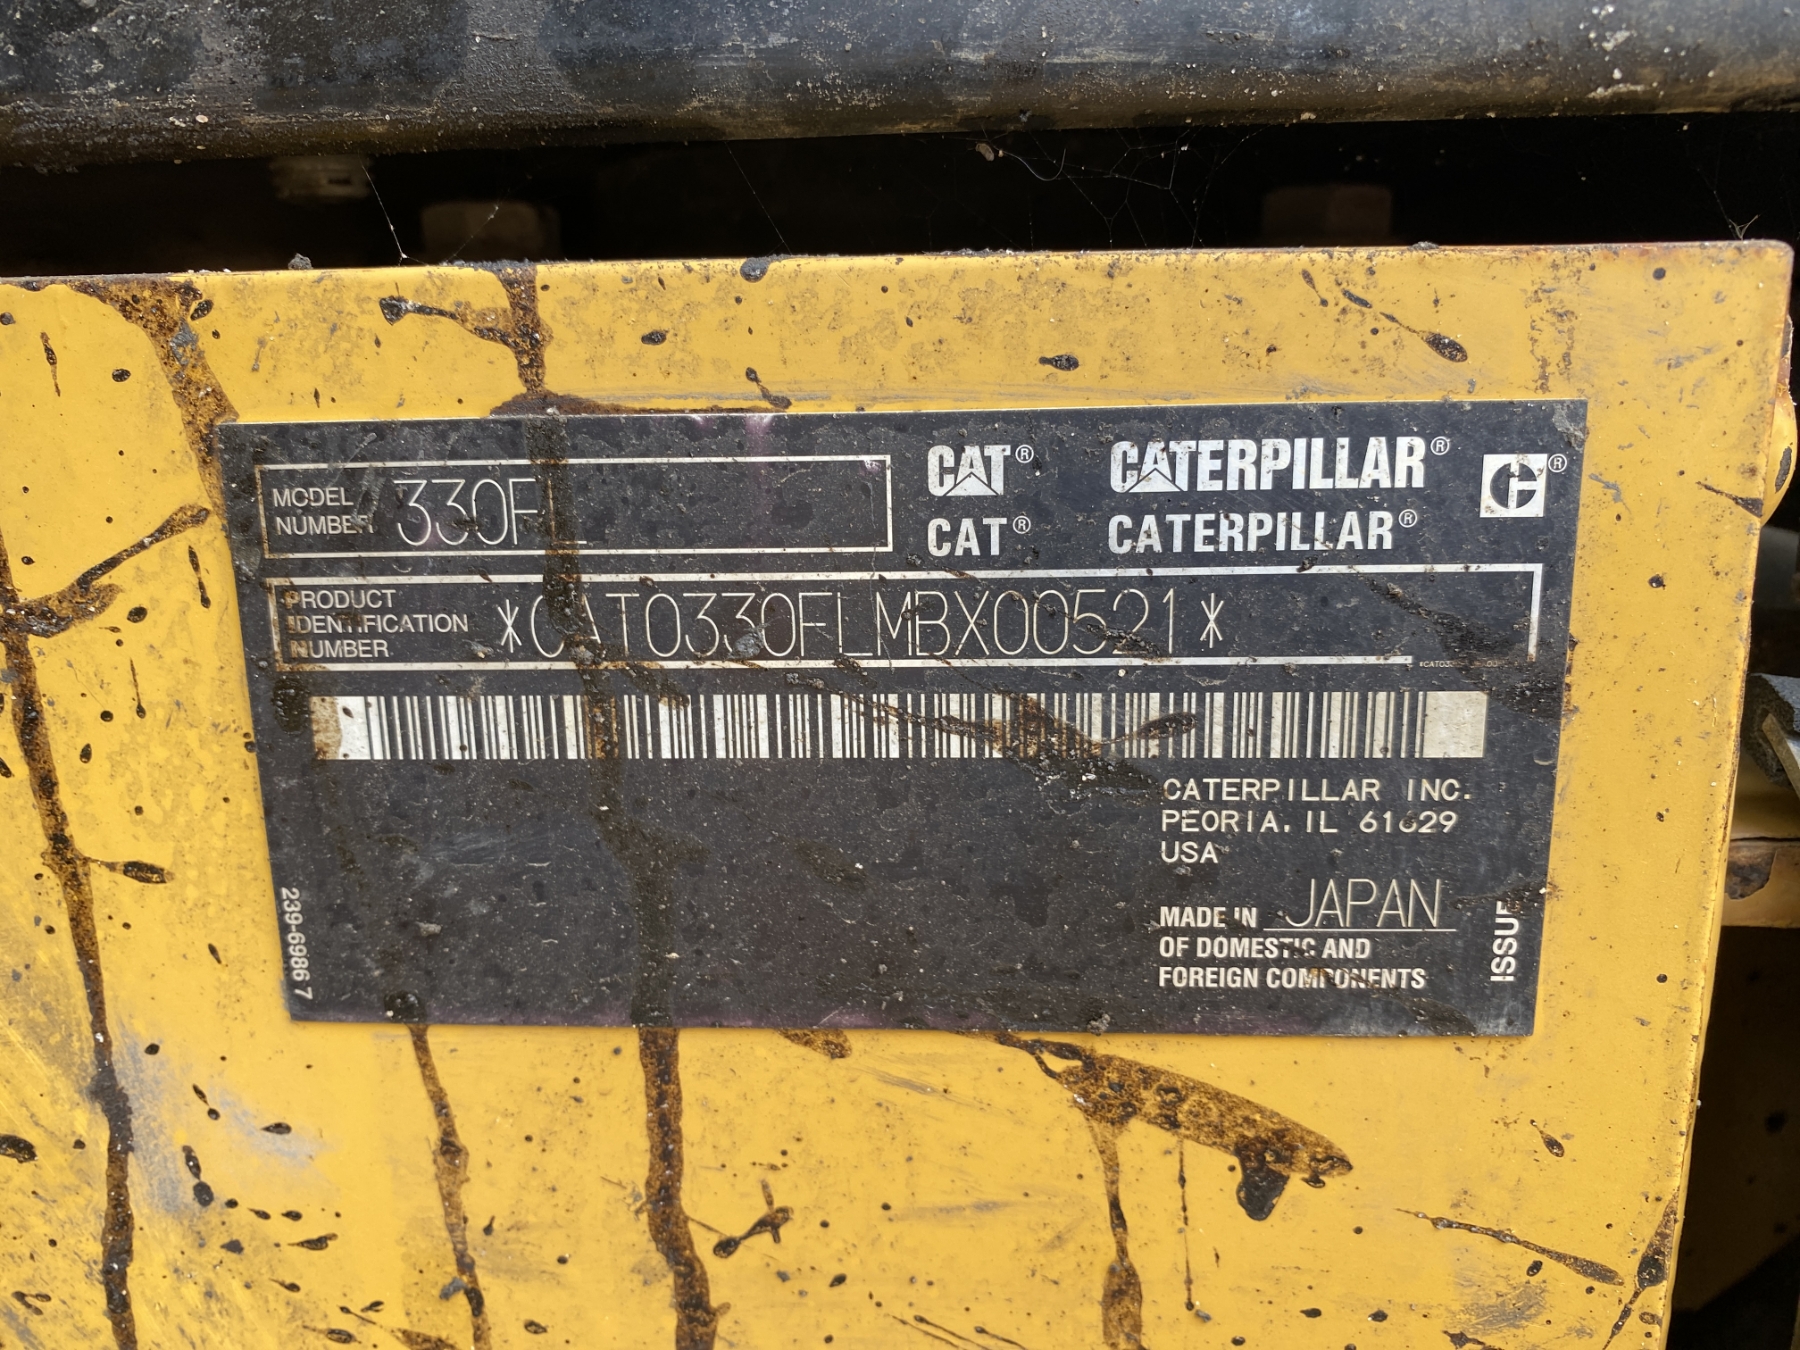 MODEL
NUMBER 330FL
CAT® CATERPILLAR® ®
CAT® CATERPILLAR®
PRODUCT
IDENTIFICATION
NUMBER *CAT0330FLMBX00521*
CATERPILLAR INC.
PEORIA, IL 61629
USA
MADE IN JAPAN
OF DOMESTIC AND
FOREIGN COMPONENTS
239-6986 7
ISSUE